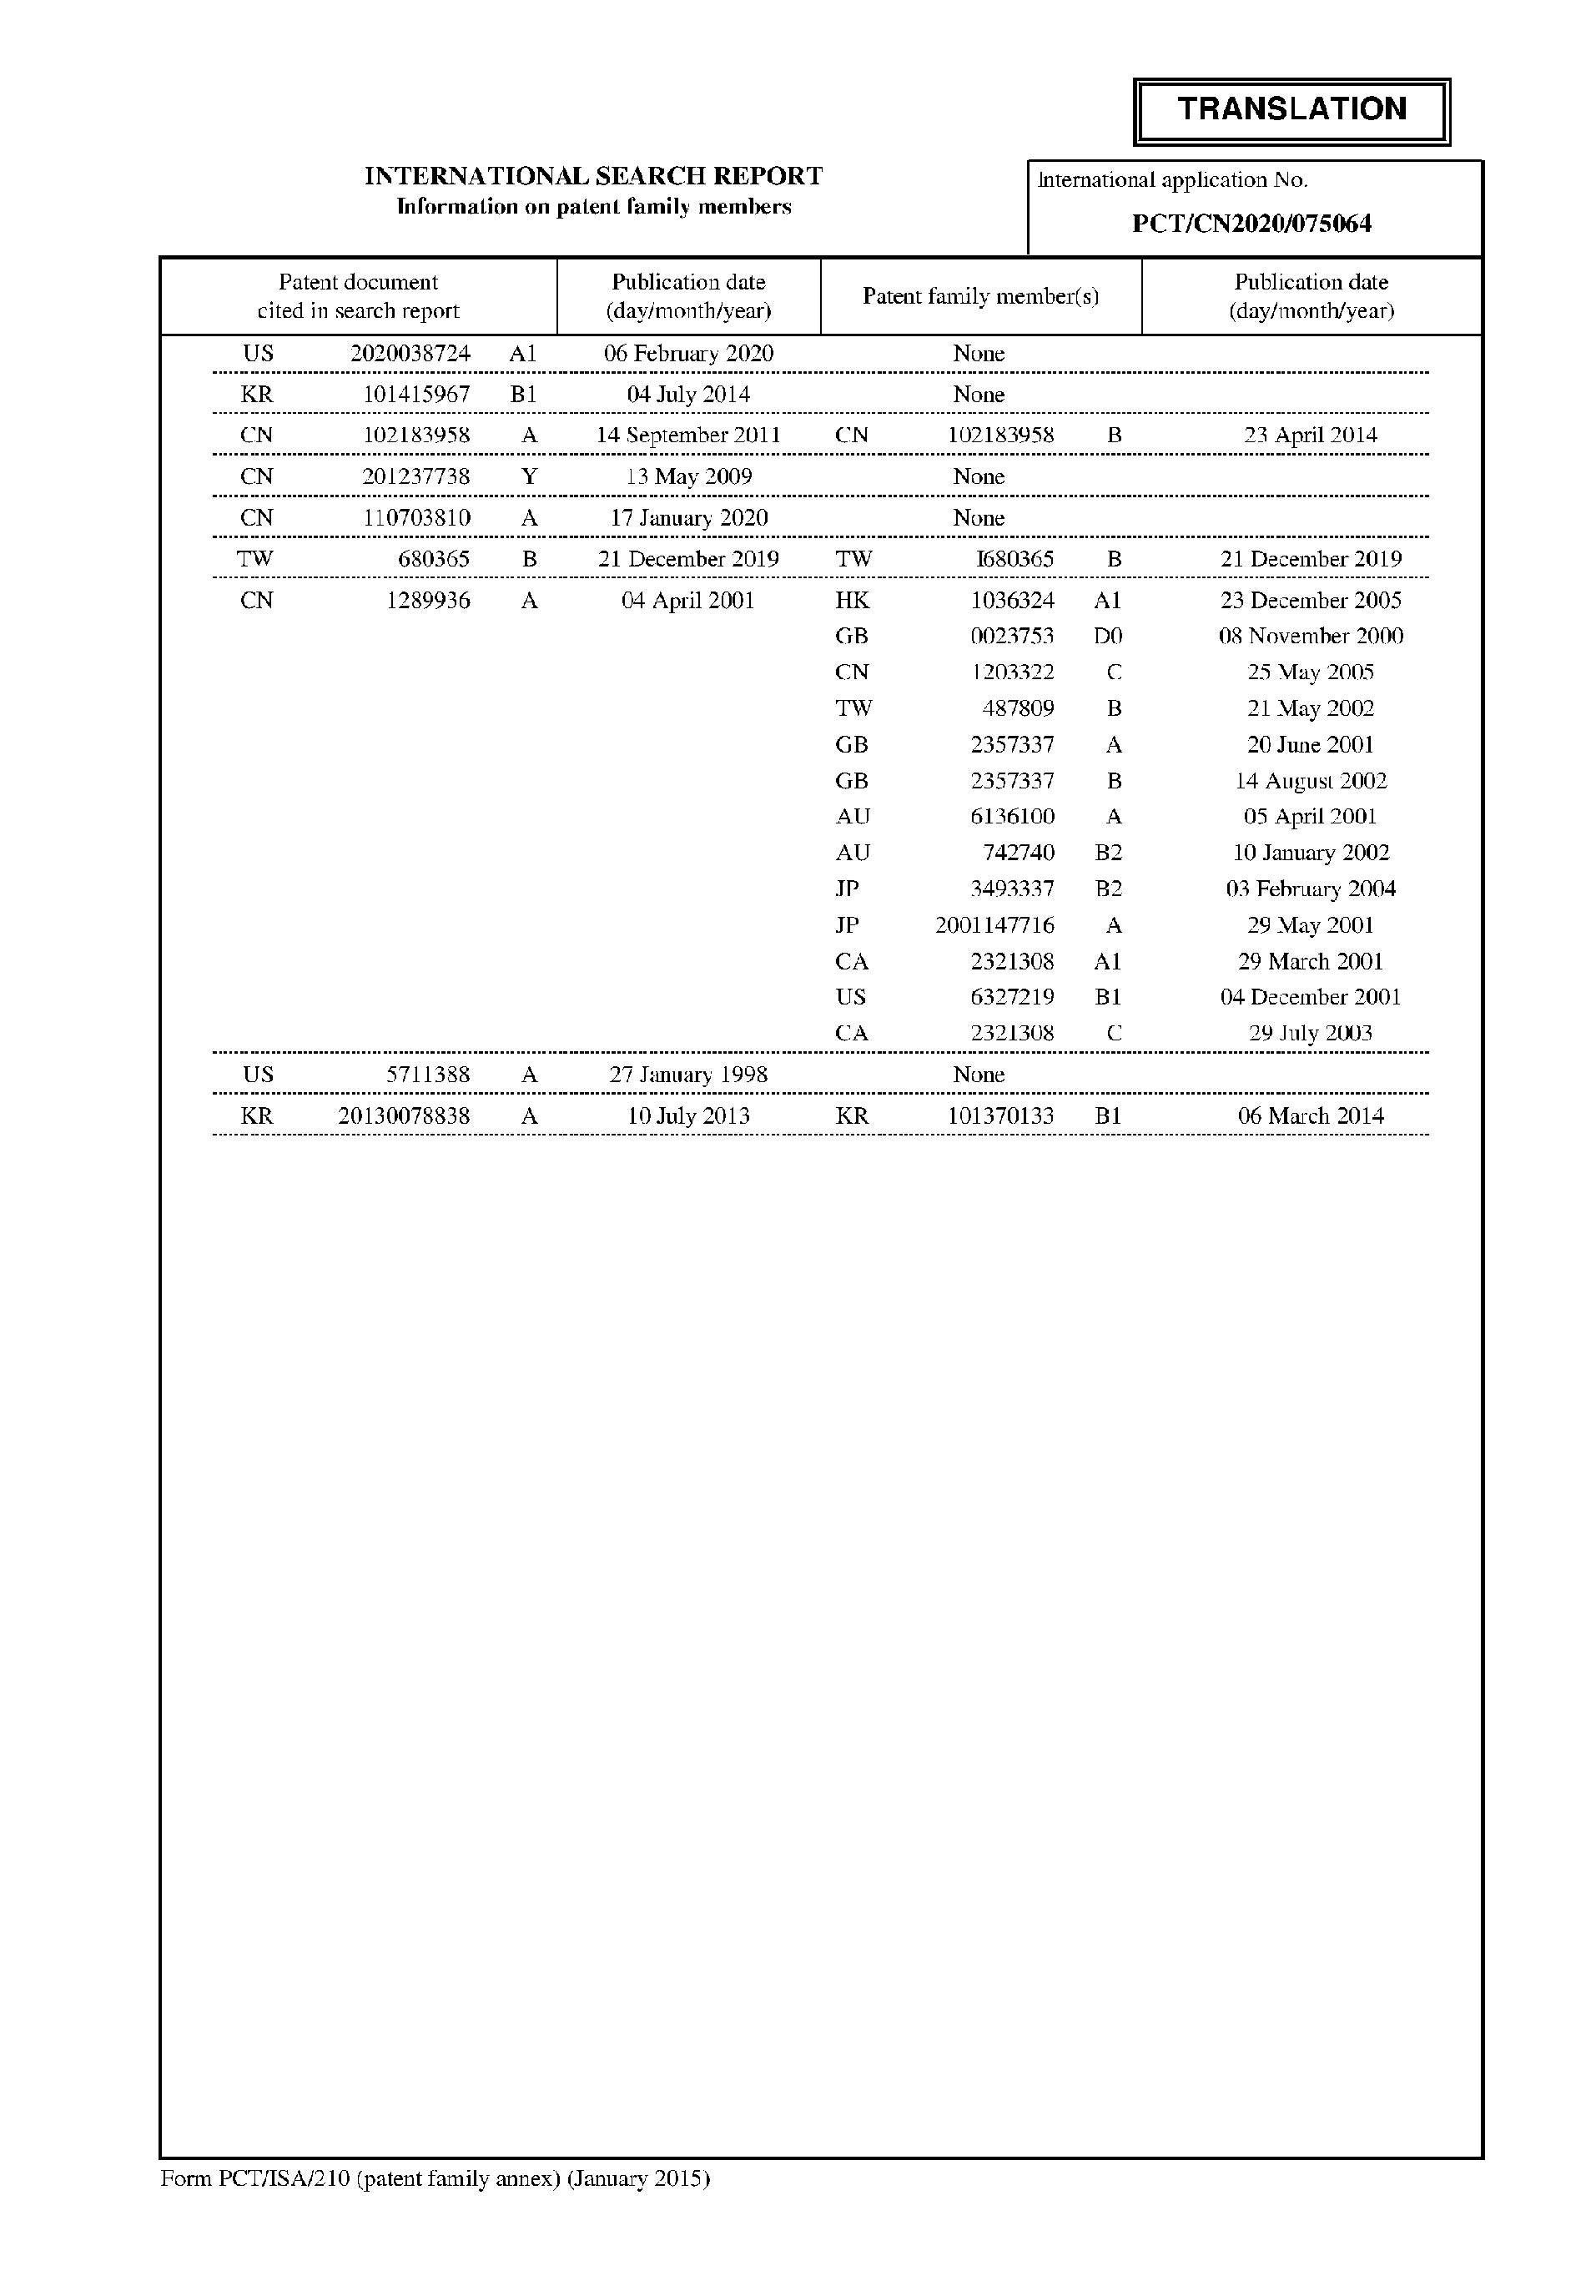 TRANSLATION
INTERNATIONAL SEARCH REPORT
Information on patent family members
International application No.
PCT/CN2020/075064
Patent document
cited in search report
Publication date
(day/month/year)
Patent family member(s)
Publication date
(day/month/year)
US 2020038724 A1 06 February 2020 None
KR 101415967 B1 04 July 2014 None
CN 102183958 A 14 September 2011 CN 102183958 B 23 April 2014
CN 201237738 Y 13 May 2009 None
CN 110703810 A 17 January 2020 None
TW 680365 B 21 December 2019 TW I680365 B 21 December 2019
CN 1289936 A 04 April 2001 HK 1036324 A1 23 December 2005
GB 0023753 D0 08 November 2000
CN 1203322 C 25 May 2005
TW 487809 B 21 May 2002
GB 2357337 A 20 June 2001
GB 2357337 B 14 August 2002
AU 6136100 A 05 April 2001
AU 742740 B2 10 January 2002
JP 3493337 B2 03 February 2004
JP 2001147716 A 29 May 2001
CA 2321308 A1 29 March 2001
US 6327219 B1 04 December 2001
CA 2321308 C 29 July 2003
US 5711388 A 27 January 1998 None
KR 20130078838 A 10 July 2013 KR 101370133 B1 06 March 2014
Form PCT/ISA/210 (patent family annex) (January 2015)